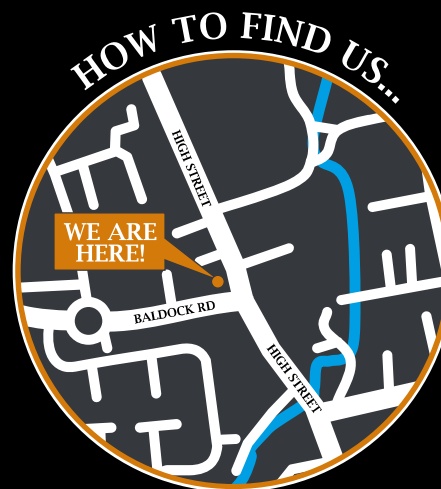 HOW TO FIND US...
HIGH STREET
WE ARE
HERE!
BALDOCK RD
HIGH STREET